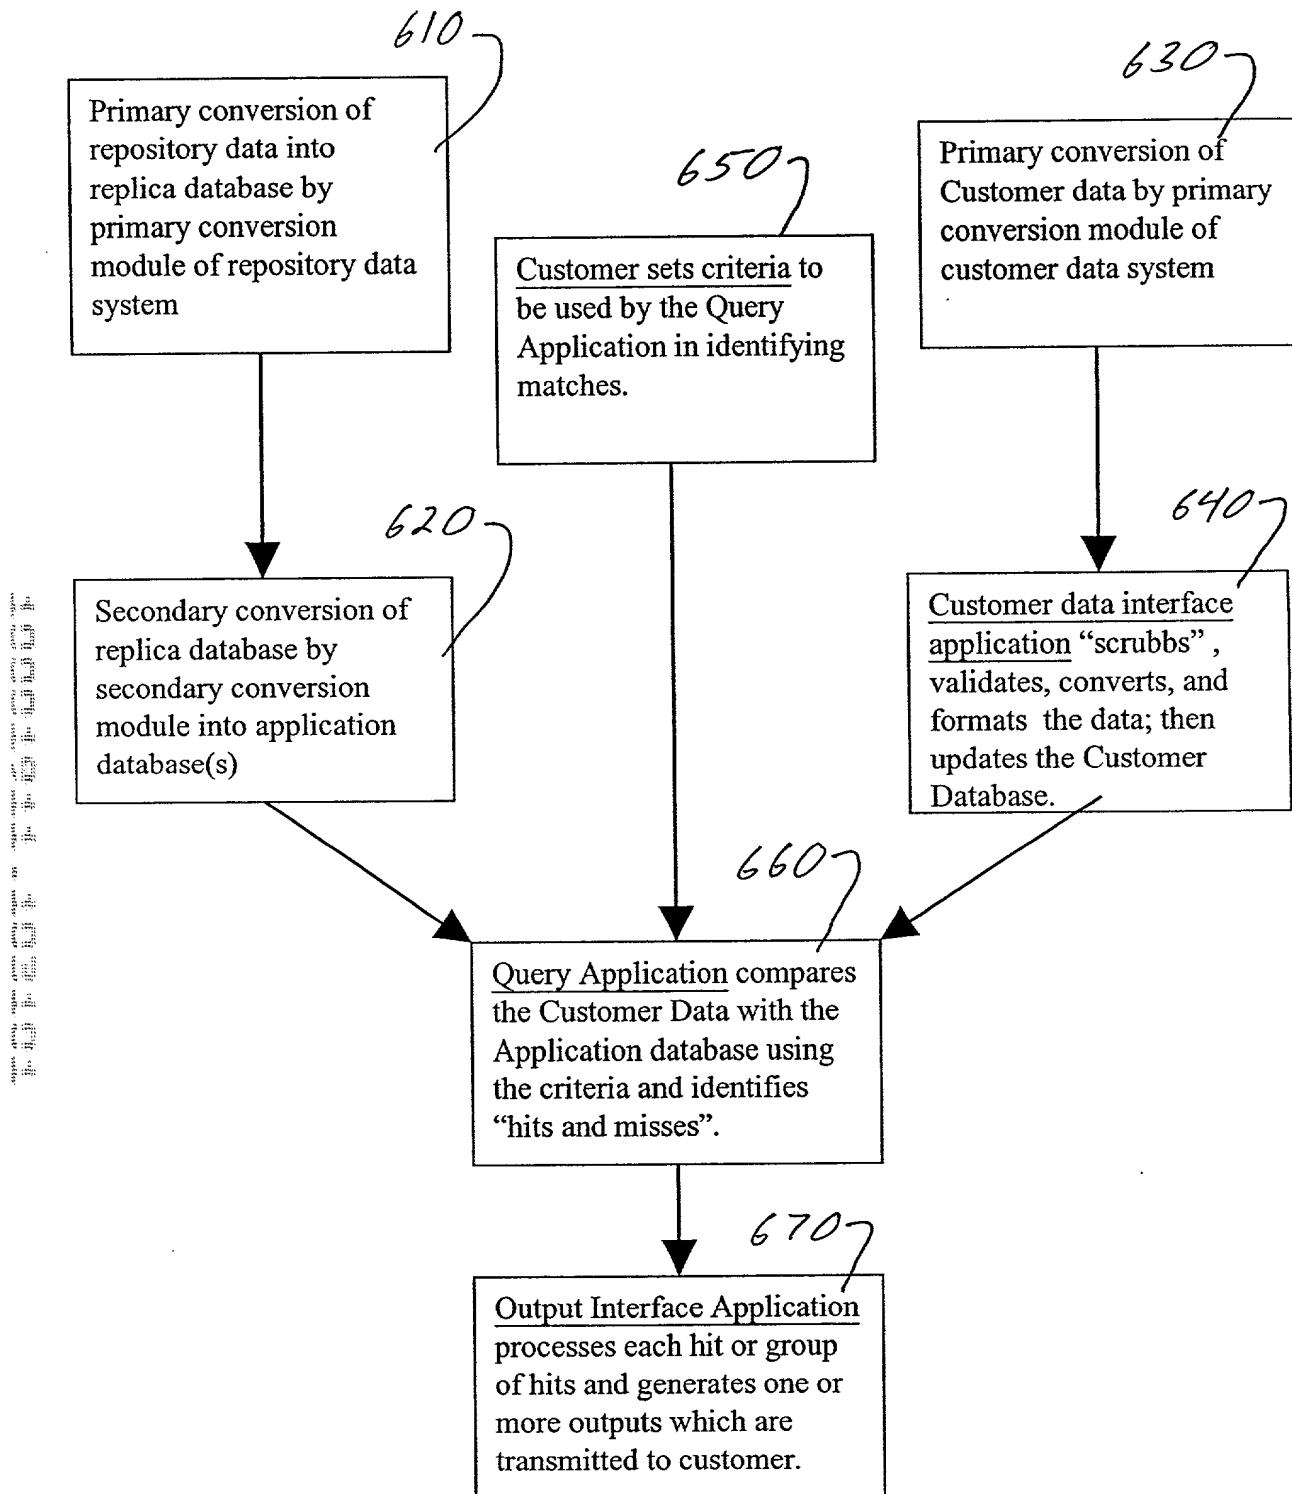 610
Primary conversion of
repository data into
replica database by
primary conversion
module of repository data
system
650
Customer sets criteria to
be used by the Query
Application in identifying
matches.
630
Primary conversion of
Customer data by primary
conversion module of
customer data system
620
Secondary conversion of
replica database by
secondary conversion
module into application
database(s)
640
Customer data interface
application “scrubbs” ,
validates, converts, and
formats the data; then
updates the Customer
Database.
660
Query Application compares
the Customer Data with the
Application database using
the criteria and identifies
“hits and misses”.
670
Output Interface Application
processes each hit or group
of hits and generates one or
more outputs which are
transmitted to customer.